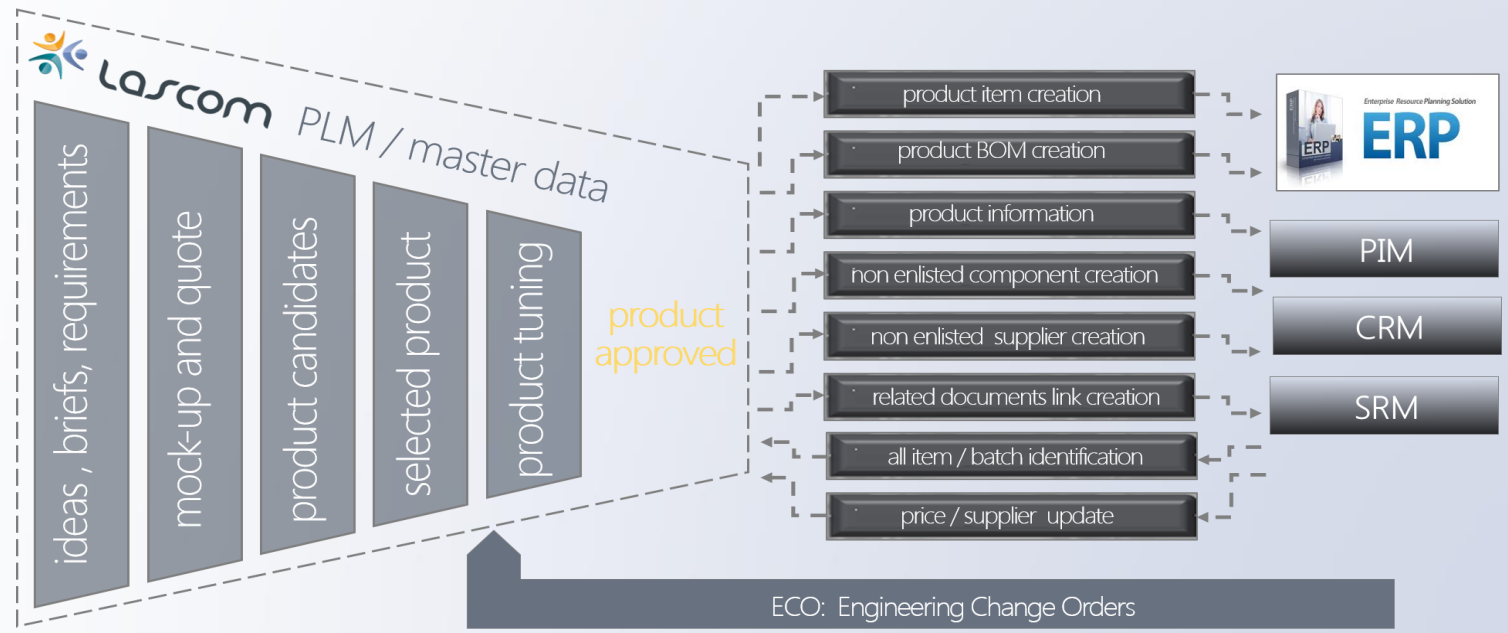 Lascom
PLM / master data
ideas , briefs, requirements
mock-up and quote
product candidates
selected product
product tuning
product
approved
product item creation
product BOM creation
product information
non enlisted component creation
non enlisted supplier creation
related documents link creation
all item / batch identification
price / supplier update
Enterprise Resource Planning Solution
ERP
ERP
PIM
CRM
SRM
ECO: Engineering Change Orders